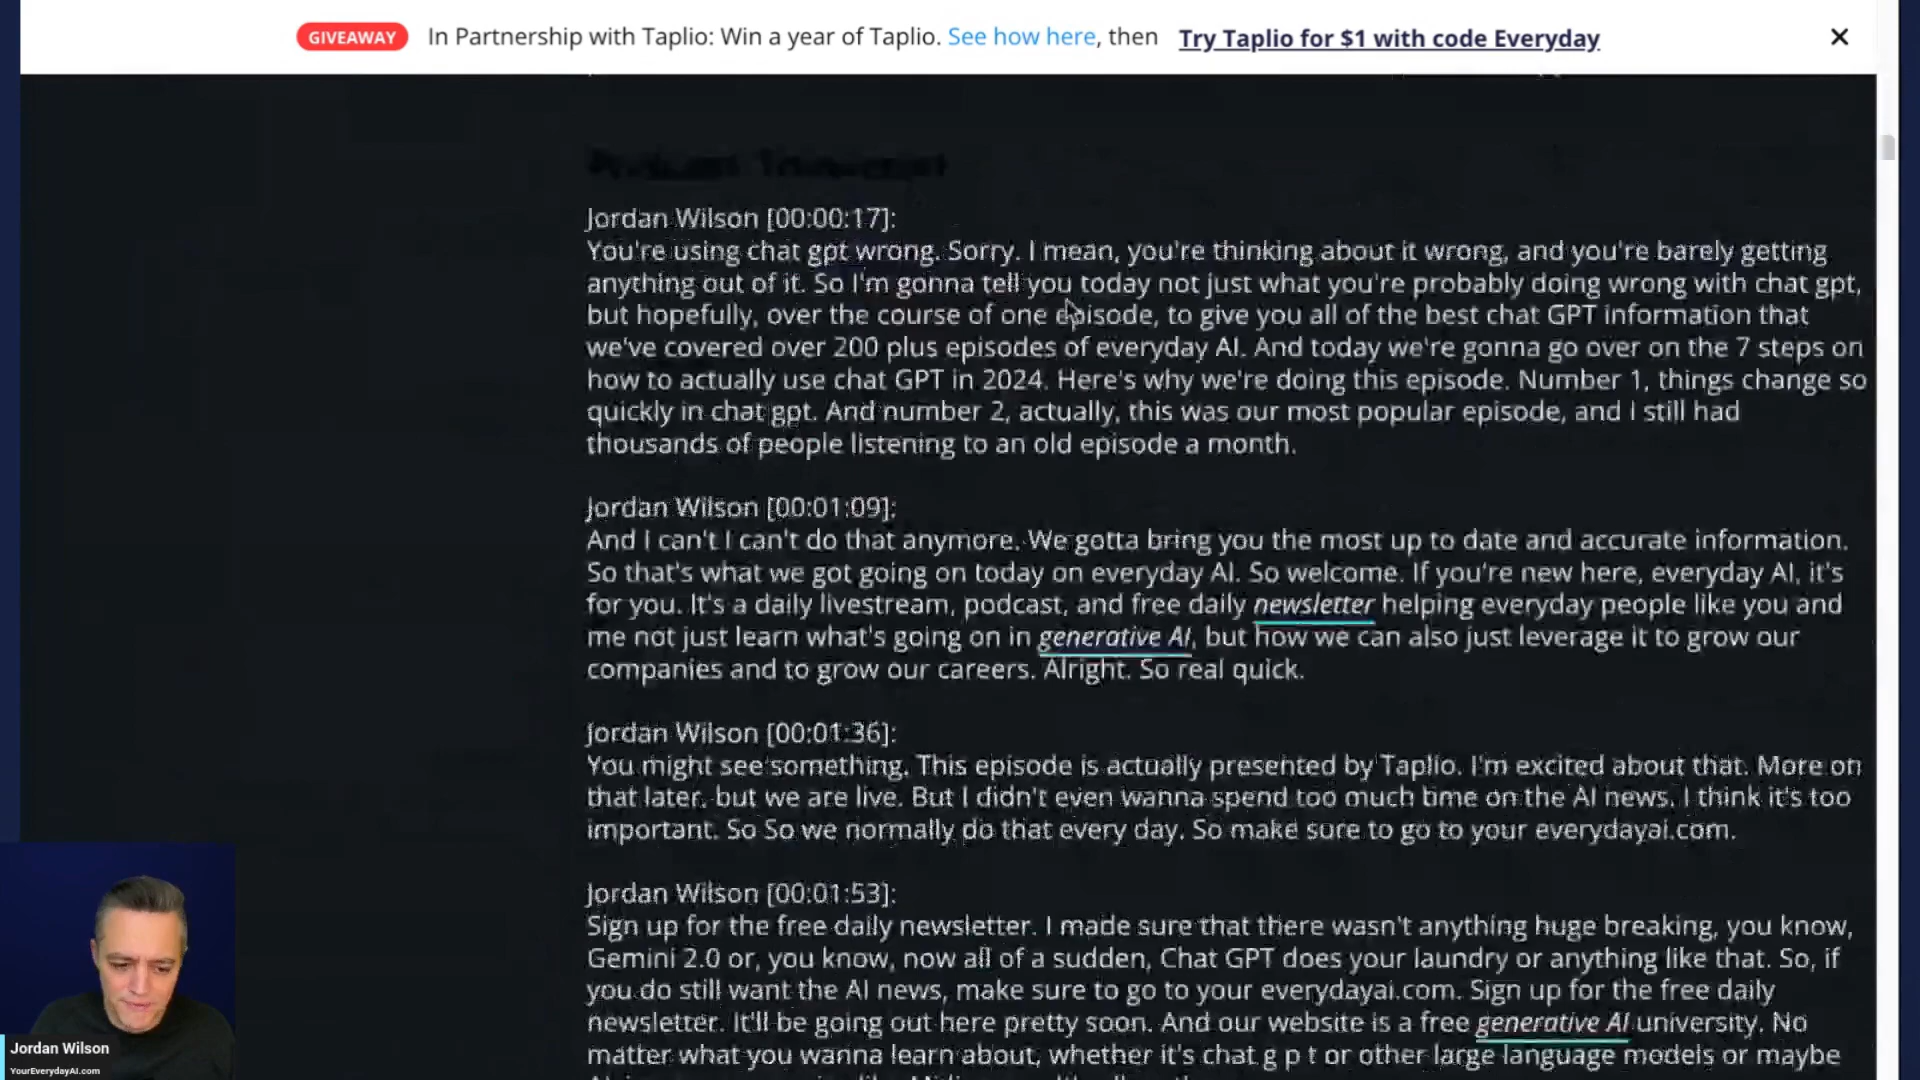 GIVEAWAY In Partnership with Taplio: Win a year of Taplio. See how here, then Try Taplio for $1 with code Everyday ×
Podcast Transcript
Jordan Wilson [00:00:17]:
You're using chat gpt wrong. Sorry. I mean, you're thinking about it wrong, and you're barely getting
anything out of it. So I'm gonna tell you today not just what you're probably doing wrong with chat gpt,
but hopefully, over the course of one episode, to give you all of the best chat GPT information that
we've covered over 200 plus episodes of everyday AI. And today we're gonna go over on the 7 steps on
how to actually use chat GPT in 2024. Here's why we're doing this episode. Number 1, things change so
quickly in chat gpt. And number 2, actually, this was our most popular episode, and I still had
thousands of people listening to an old episode a month.
Jordan Wilson [00:01:09]:
And I can't I can't do that anymore. We gotta bring you the most up to date and accurate information.
So that's what we got going on today on everyday AI. So welcome. If you're new here, everyday AI, it's
for you. It's a daily livestream, podcast, and free daily newsletter helping everyday people like you and
me not just learn what's going on in generative AI, but how we can also just leverage it to grow our
companies and to grow our careers. Alright. So real quick.
Jordan Wilson [00:01:36]:
You might see something. This episode is actually presented by Taplio. I'm excited about that. More on
that later, but we are live. But I didn't even wanna spend too much time on the AI news. I think it's too
important. So So we normally do that every day. So make sure to go to your everydayai.com.
Jordan Wilson [00:01:53]:
Sign up for the free daily newsletter. I made sure that there wasn't anything huge breaking, you know,
Gemini 2.0 or, you know, now all of a sudden, Chat GPT does your laundry or anything like that. So, if
you do still want the AI news, make sure to go to your everydayai.com. Sign up for the free daily
newsletter. It'll be going out here pretty soon. And our website is a free generative AI university. No
matter what you wanna learn about, whether it's chat g p t or other large language models or maybe
Jordan Wilson
YourEverydayAI.com